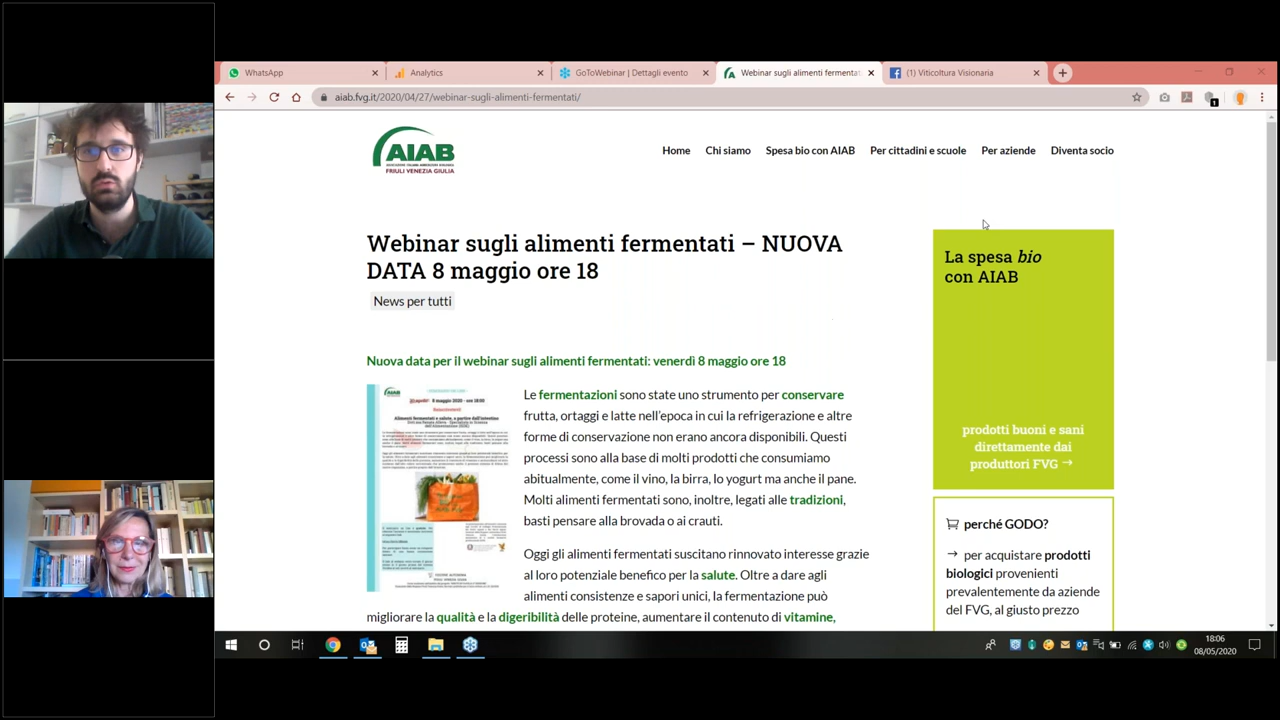 WhatsApp
Analytics
GoToWebinar | Dettagli evento
Webinar sugli alimenti fermentat
(1) Viticoltura Visionaria
aiab.fvg.it/2020/04/27/webinar-sugli-alimenti-fermentati/
AIAB
FRIULI VENEZIA GIULIA
Home
Chi siamo
Spesa bio con AIAB
Per cittadini e scuole
Per aziende
Diventa socio
Webinar sugli alimenti fermentati – NUOVA
DATA 8 maggio ore 18
News per tutti
Nuova data per il webinar sugli alimenti fermentati: venerdì 8 maggio ore 18
AIAB
8 maggio 2020 - ore 18:00
Le fermentazioni sono state uno strumento per conservare
frutta, ortaggi e latte nell'epoca in cui la refrigerazione e altre
forme di conservazione non erano ancora disponibili. Questi
processi sono alla base di molti prodotti che consumiamo
abitualmente, come il vino, la birra, lo yogurt ma anche il pane.
Molti alimenti fermentati sono, inoltre, legati alle tradizioni,
basti pensare alla brovada o ai crauti.
Oggi gli alimenti fermentati suscitano rinnovato interesse grazie
al loro potenziale benefico per la salute. Oltre a dare agli
alimenti consistenze e sapori unici, la fermentazione può
migliorare la qualità e la digeribilità delle proteine, aumentare il contenuto di vitamine,
La spesa bio
con AIAB
prodotti buoni e sani
direttamente dai
produttori FVG →
perché GODO?
→ per acquistare prodotti
biologici provenienti
prevalentemente da aziende
del FVG, al giusto prezzo
18:06
08/05/2020